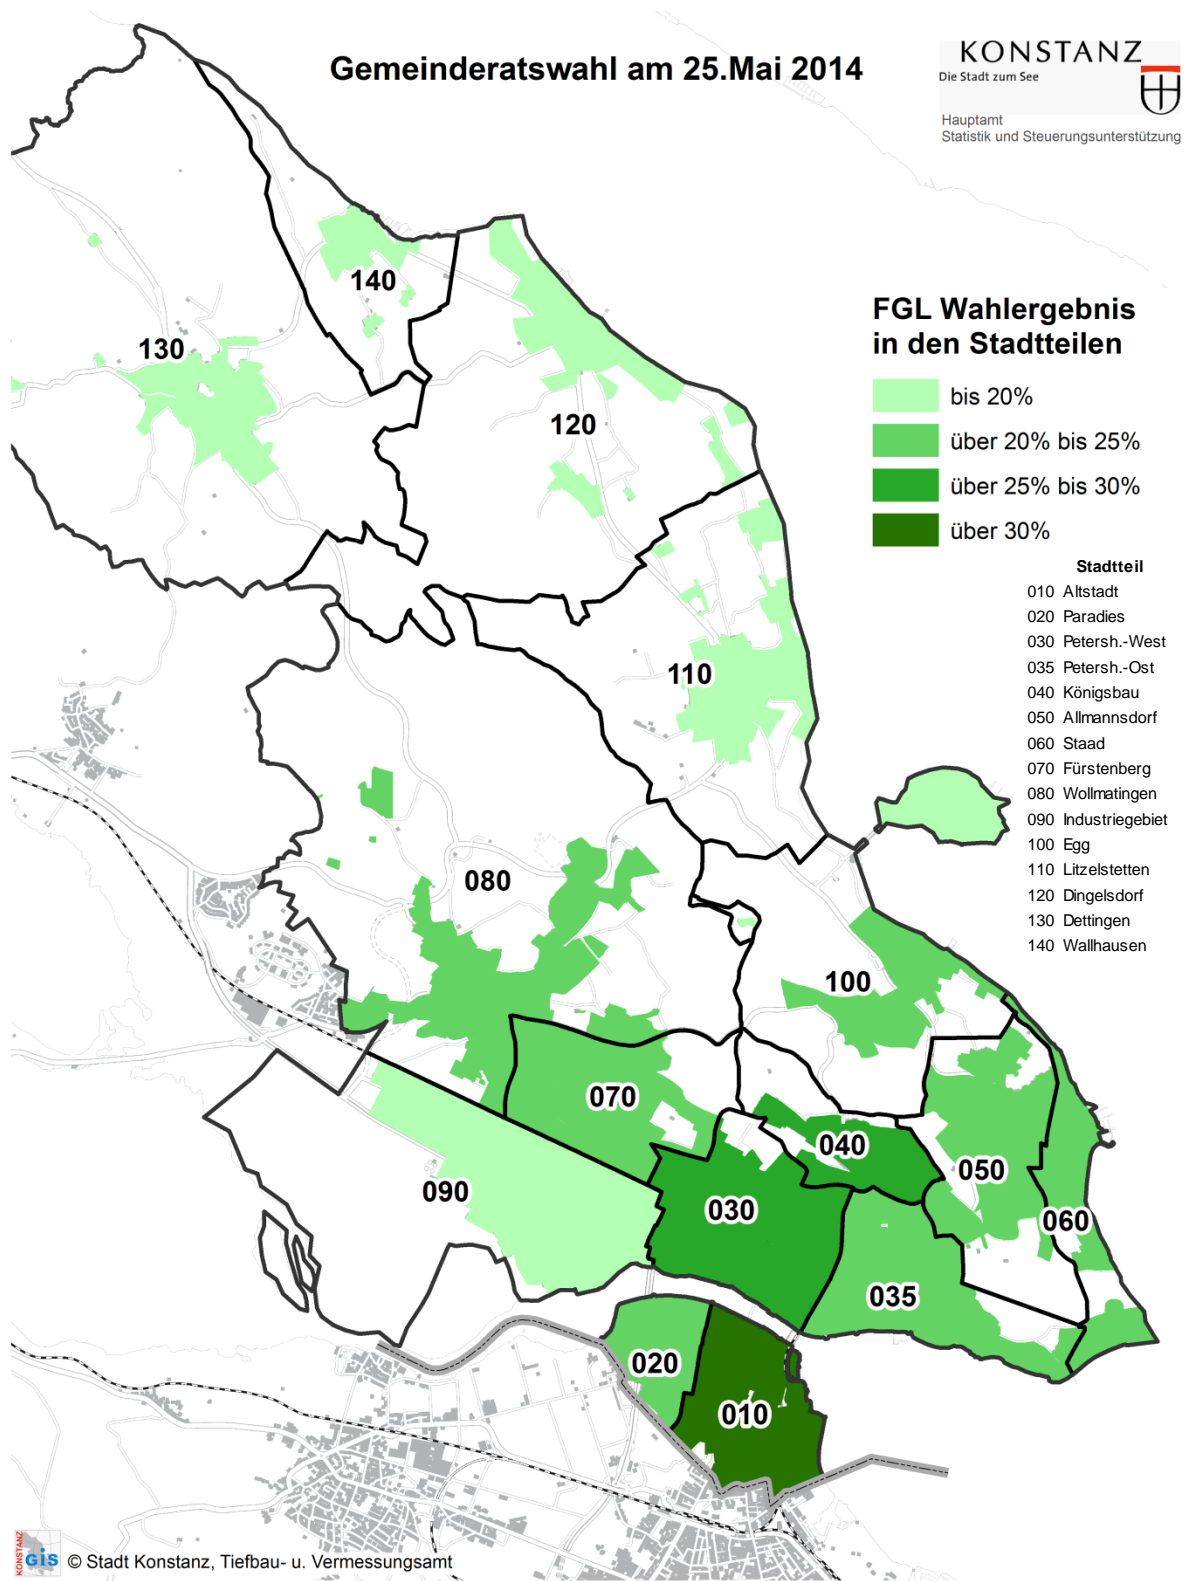 Gemeinderatswahl am 25.Mai 2014
KONSTANZ
Die Stadt zum See
Hauptamt
Statistik und Steuerungsunterstützung
FGL Wahlergebnis
in den Stadtteilen
bis 20%
über 20% bis 25%
über 25% bis 30%
über 30%
Stadtteil
010 Altstadt
020 Paradies
030 Petersh.-West
035 Petersh.-Ost
040 Königsbau
050 Allmannsdorf
060 Staad
070 Fürstenberg
080 Wollmatingen
090 Industriegebiet
100 Egg
110 Litzelstetten
120 Dingelsdorf
130 Dettingen
140 Wallhausen
140
130
120
110
080
100
070
040
050
090
030
060
035
020
010
KONSTANZ
GIS
© Stadt Konstanz, Tiefbau- u. Vermessungsamt